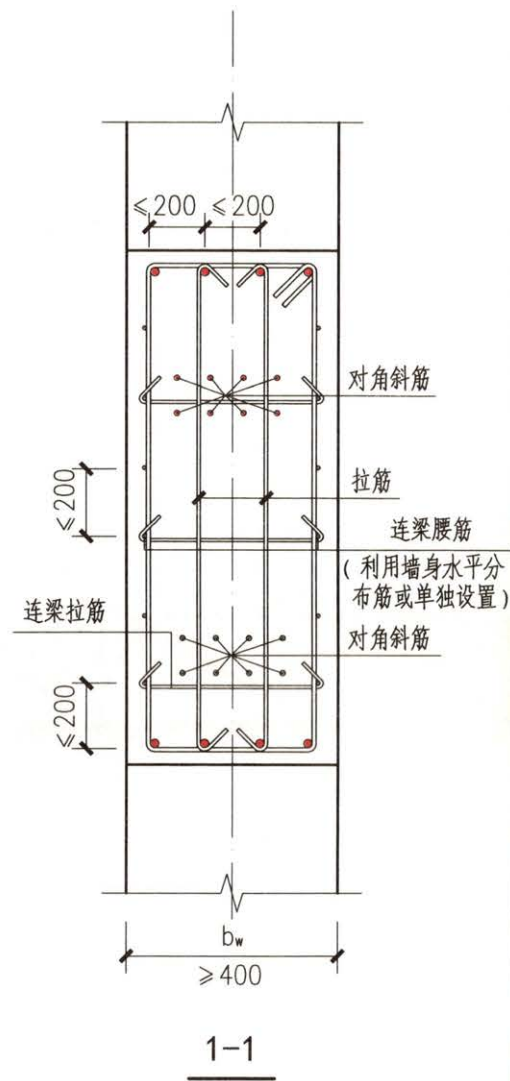 ≤200 ≤200
对角斜筋
≤200
拉筋
连梁腰筋
(利用墙身水平分
布筋或单独设置)
连梁拉筋
对角斜筋
≤200
bw
≥400
1-1